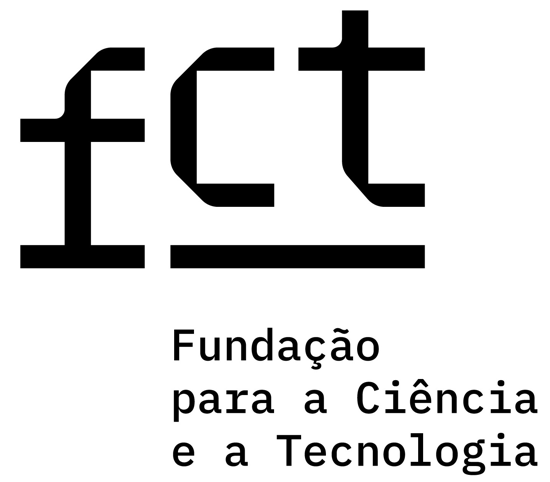 fct
Fundação
para a Ciência
e a Tecnologia